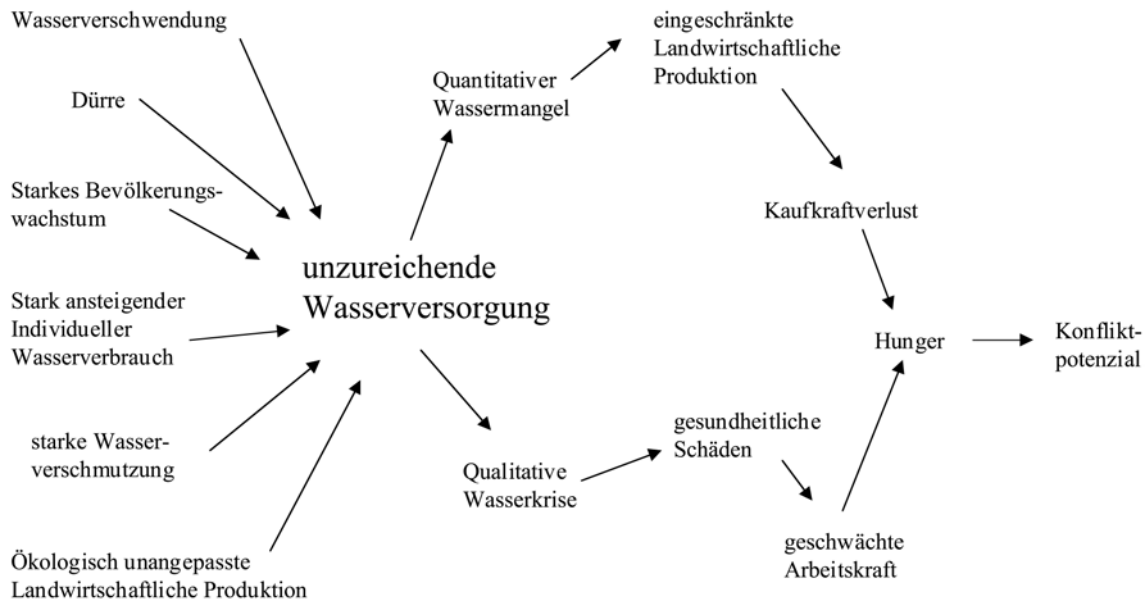 Wasserverschwendung
Dürre
Starkes Bevölkerungs-
wachstum
Stark ansteigender
Individueller
Wasserverbrauch
starke Wasser-
verschmutzung
Ökologisch unangepasste
Landwirtschaftliche Produktion
unzureichende
Wasserversorgung
Quantitativer
Wassermangel
eingeschränkte
Landwirtschaftliche
Produktion
Kaufkraftverlust
Qualitative
Wasserkrise
gesundheitliche
Schäden
geschwächte
Arbeitskraft
Hunger
Konflikt-
potenzial